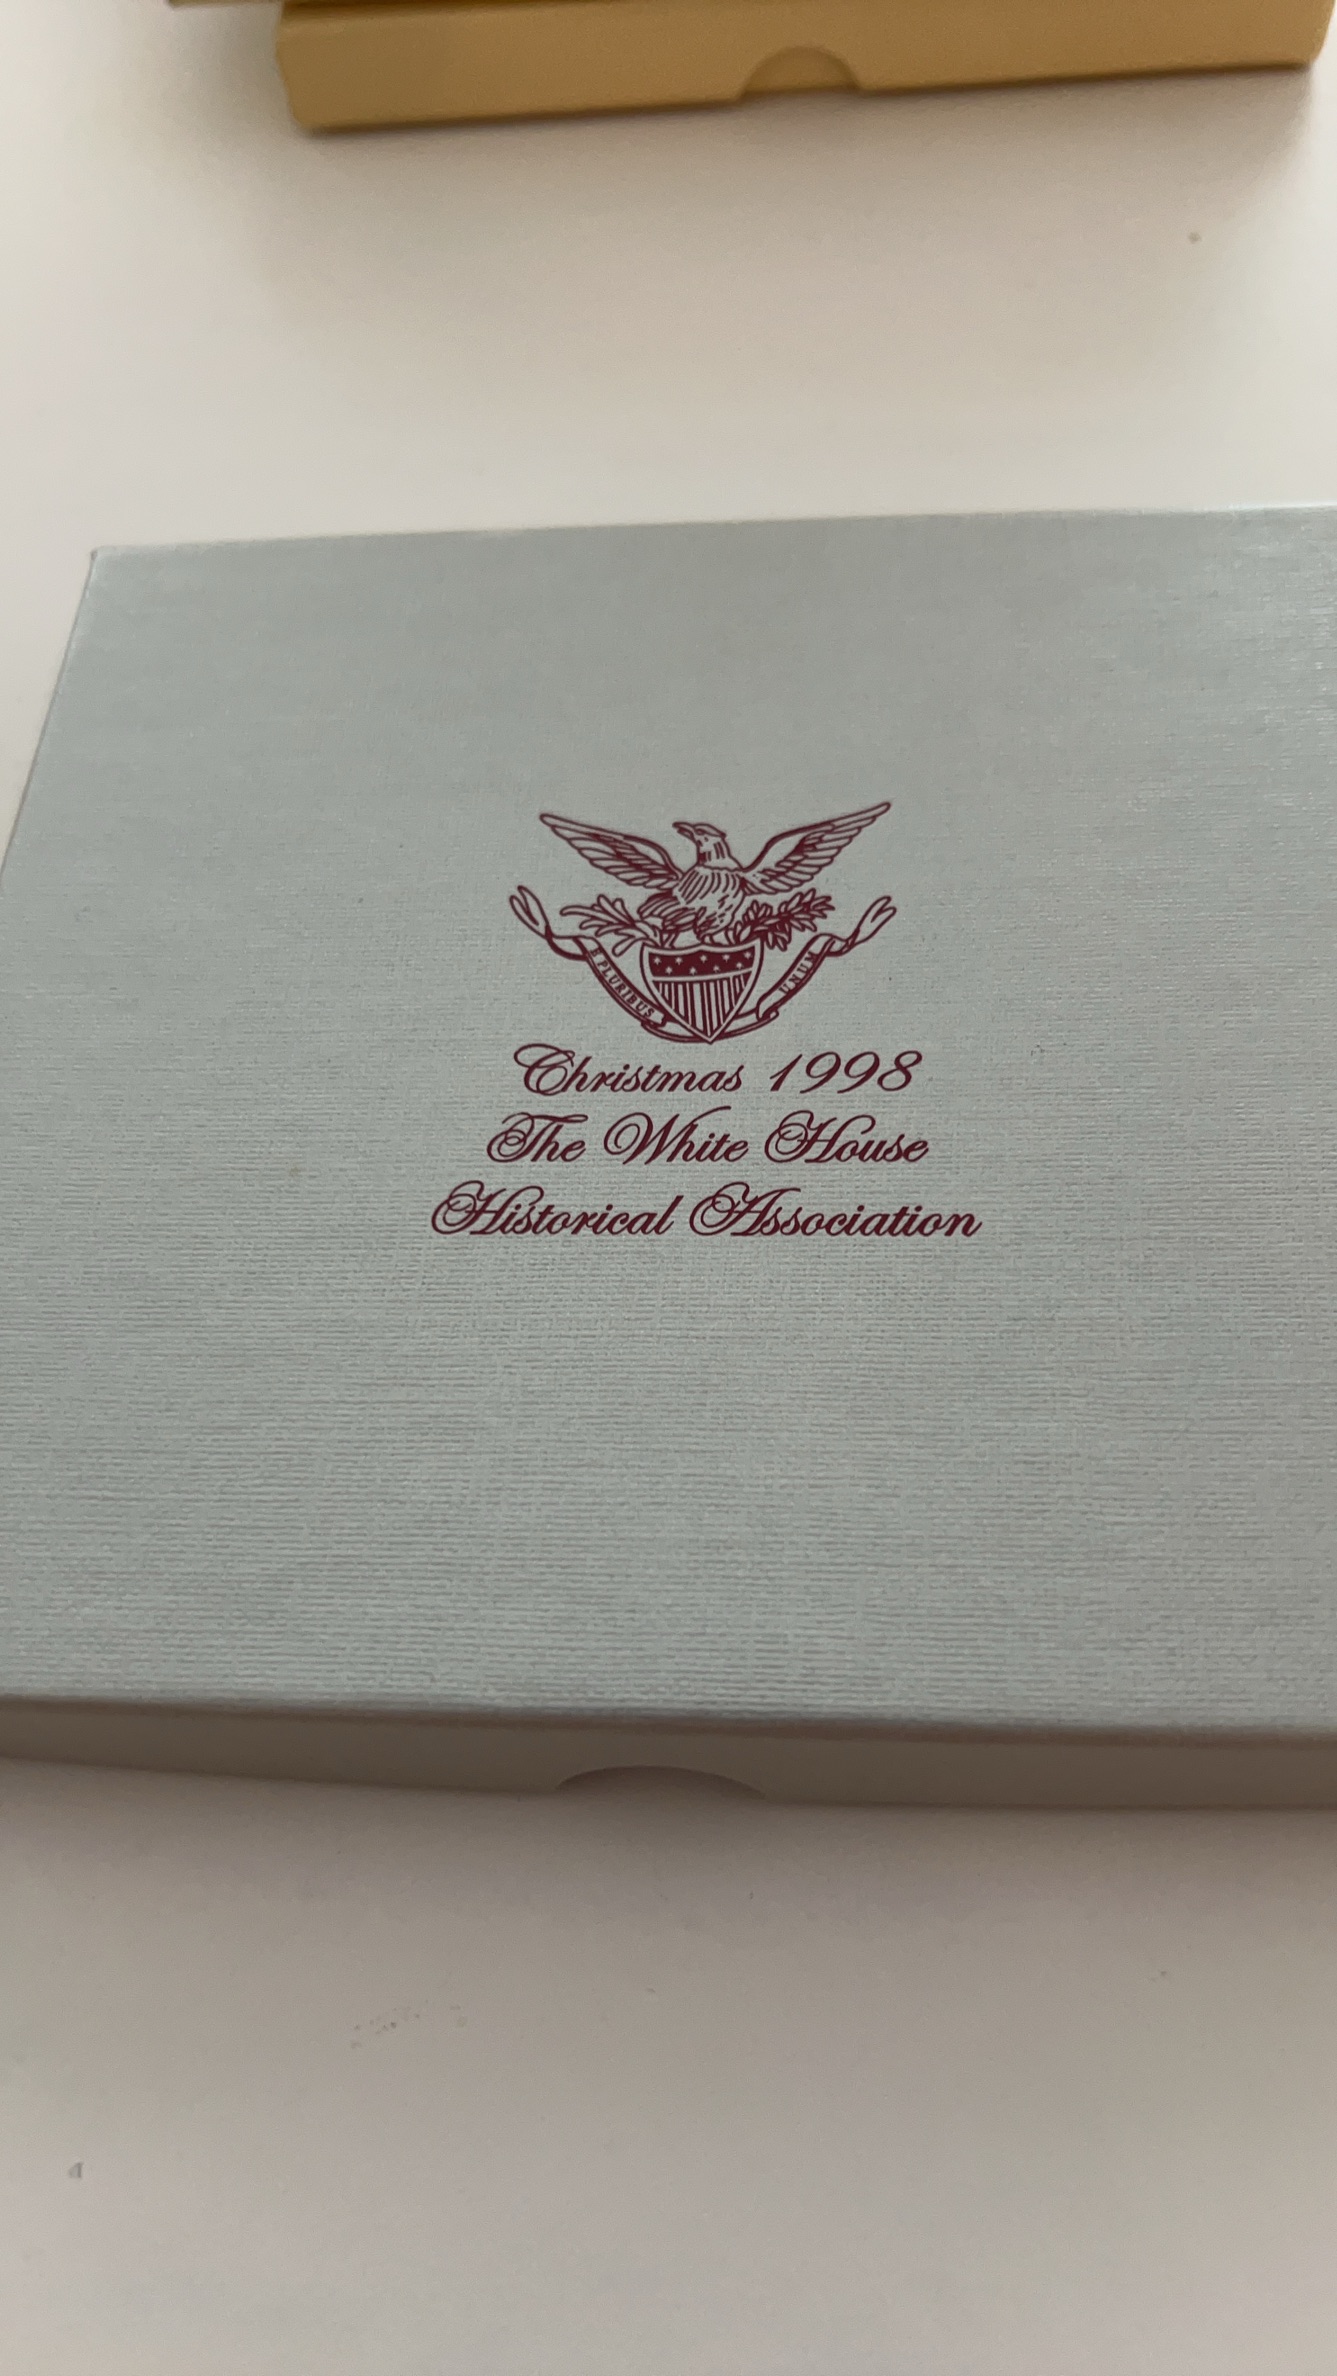 E PLURIBUS UNUM
Christmas 1998
The White House
Historical Association